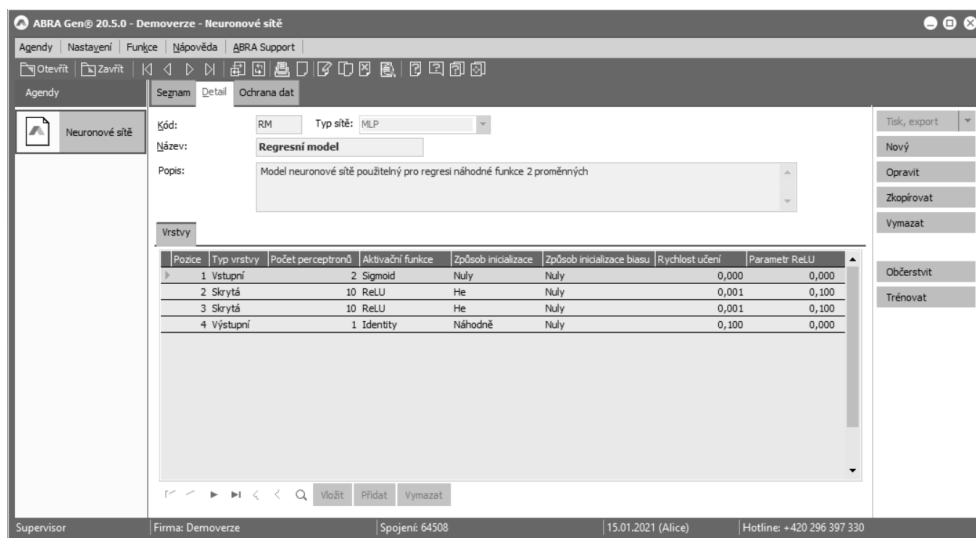 ABRA Gen® 20.5.0 - Demoverze - Neuronové sítě
Agendy Nastavení Funkce Nápověda ABRA Support
Otevřít Zavřít
Agendy Seznam Detail Ochrana dat
Neuronové sítě
Kód: RM Typ sítě: MLP
Název: Regresní model
Popis: Model neuronové sítě použitelný pro regresi náhodné funkce 2 proměnných
Tisk, export
Nový
Opravit
Zkopírovat
Vymazat
Občerstvit
Trénovat
Vrstvy
Pozice Typ vrstvy Počet perceptronů Aktivační funkce Způsob inicializace Způsob inicializace biasu Rychlost učení Parametr ReLU
1 Vstupní 2 Sigmoid Nuly Nuly 0,000 0,000
2 Skrytá 10 ReLU He Nuly 0,001 0,100
3 Skrytá 10 ReLU He Nuly 0,001 0,100
4 Výstupní 1 Identity Náhodně Nuly 0,100 0,000
Vložit Přidat Vymazat
Supervisor Firma: Demoverze Spojení: 64508 15.01.2021 (Alice) Hotline: +420 296 397 330